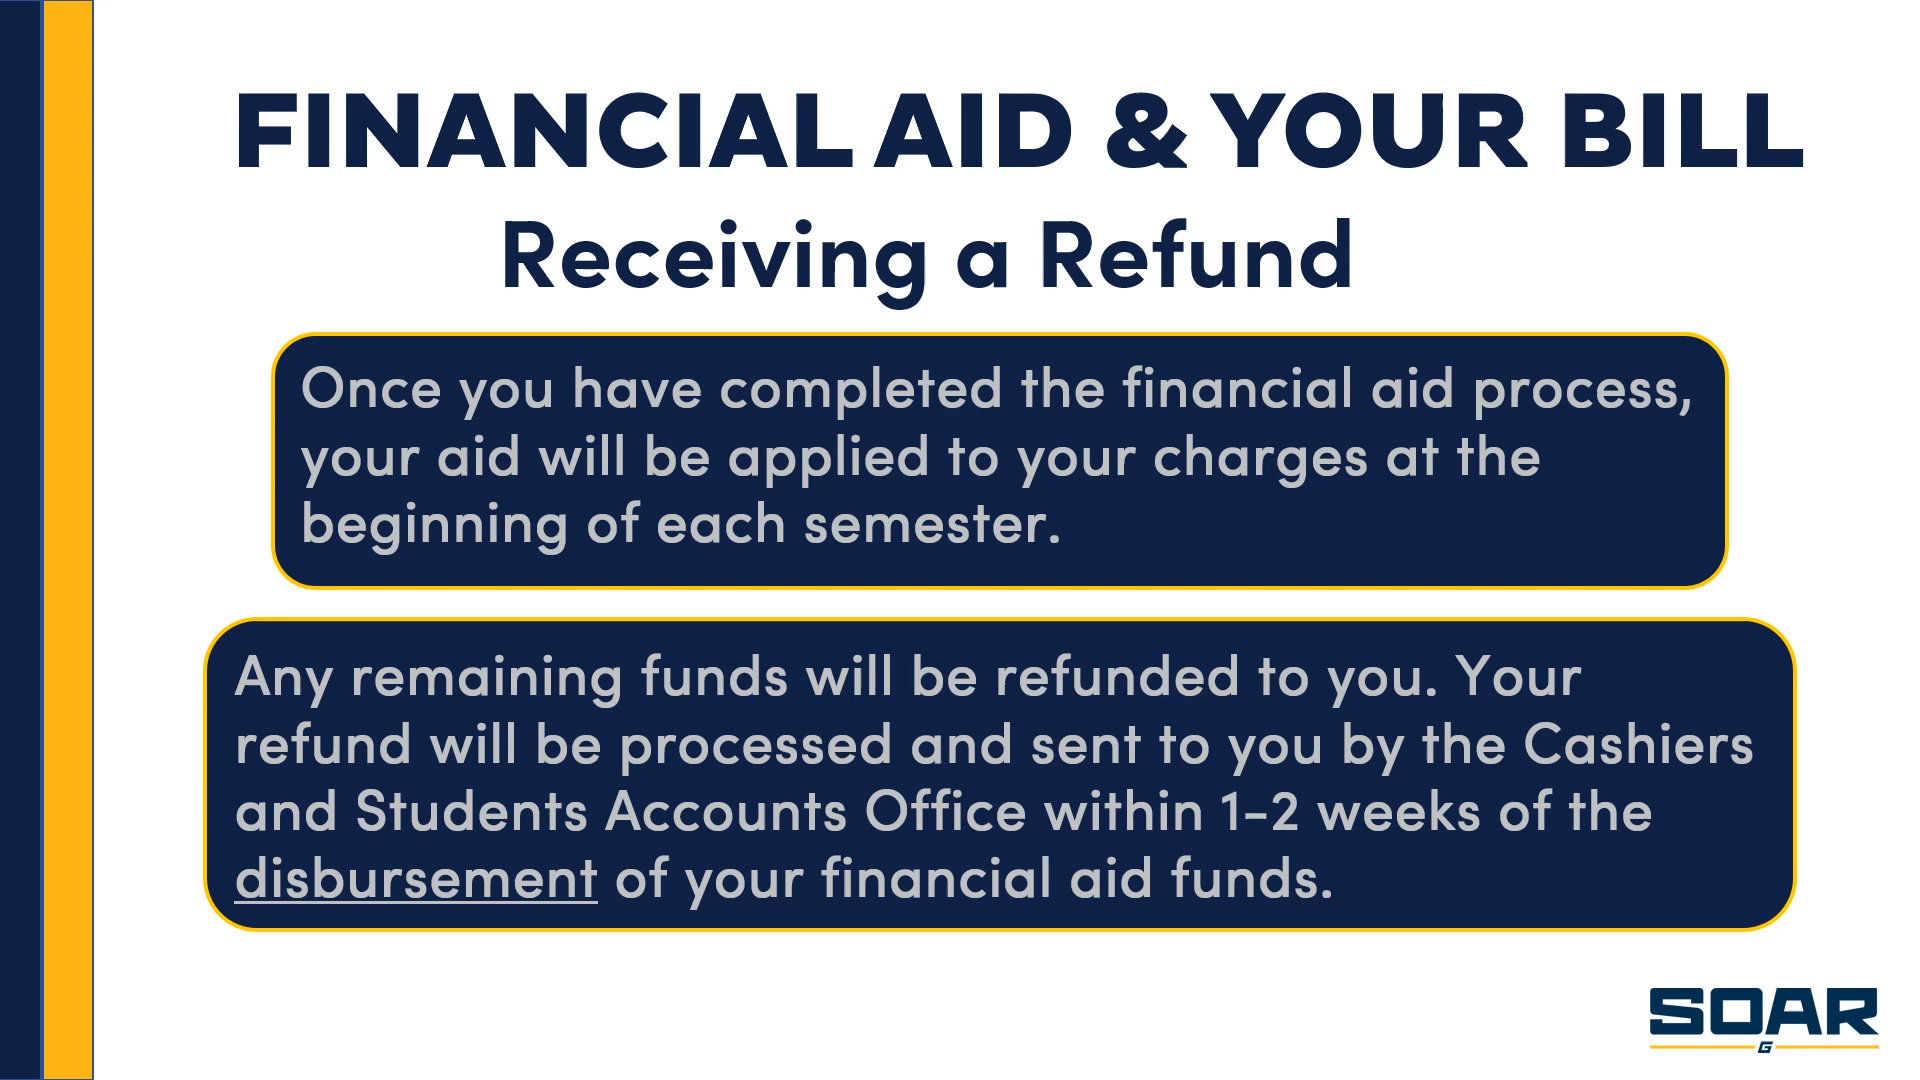 FINANCIAL AID & YOUR BILL
Receiving a Refund
Once you have completed the financial aid process,
your aid will be applied to your charges at the
beginning of each semester.
Any remaining funds will be refunded to you. Your
refund will be processed and sent to you by the Cashiers
and Students Accounts Office within 1-2 weeks of the
disbursement of your financial aid funds.
SOAR
G